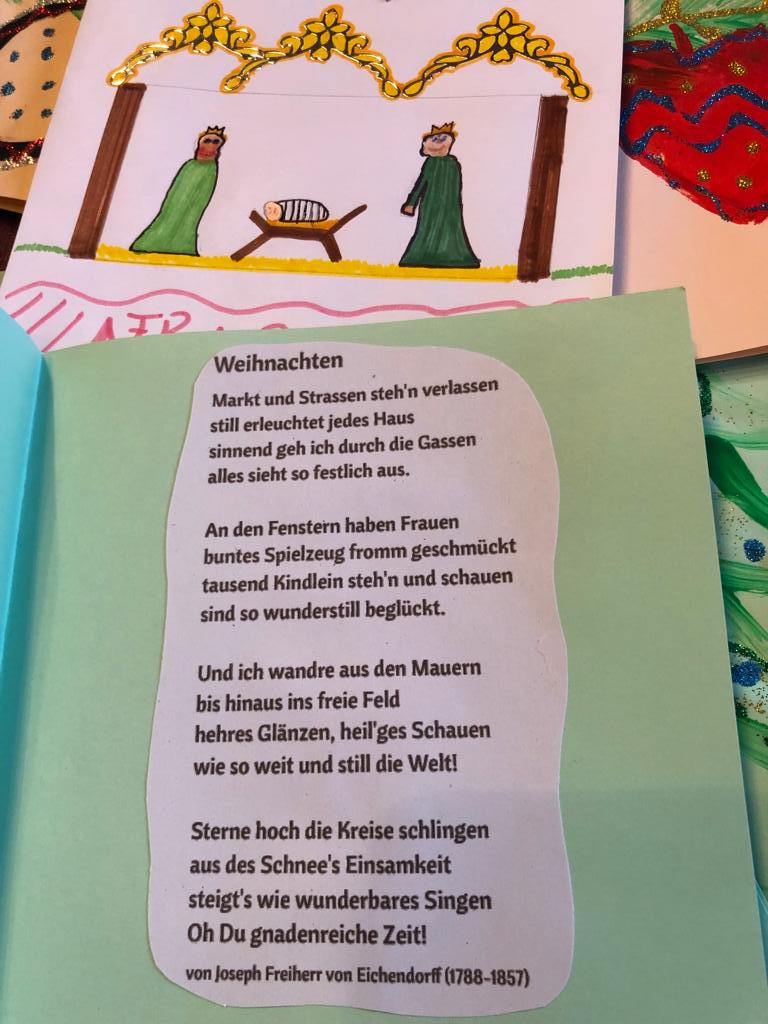 Weihnachten
Markt und Strassen steh'n verlassen
still erleuchtet jedes Haus
sinnend geh ich durch die Gassen
alles sieht so festlich aus.
An den Fenstern haben Frauen
buntes Spielzeug fromm geschmückt
tausend Kindlein steh'n und schauen
sind so wunderstill beglückt.
Und ich wandre aus den Mauern
bis hinaus ins freie Feld
hehres Glänzen, heil'ges Schauen
wie so weit und still die Welt!
Sterne hoch die Kreise schlingen
aus des Schnee's Einsamkeit
steigt's wie wunderbares Singen
Oh Du gnadenreiche Zeit!
von Joseph Freiherr von Eichendorff (1788-1857)